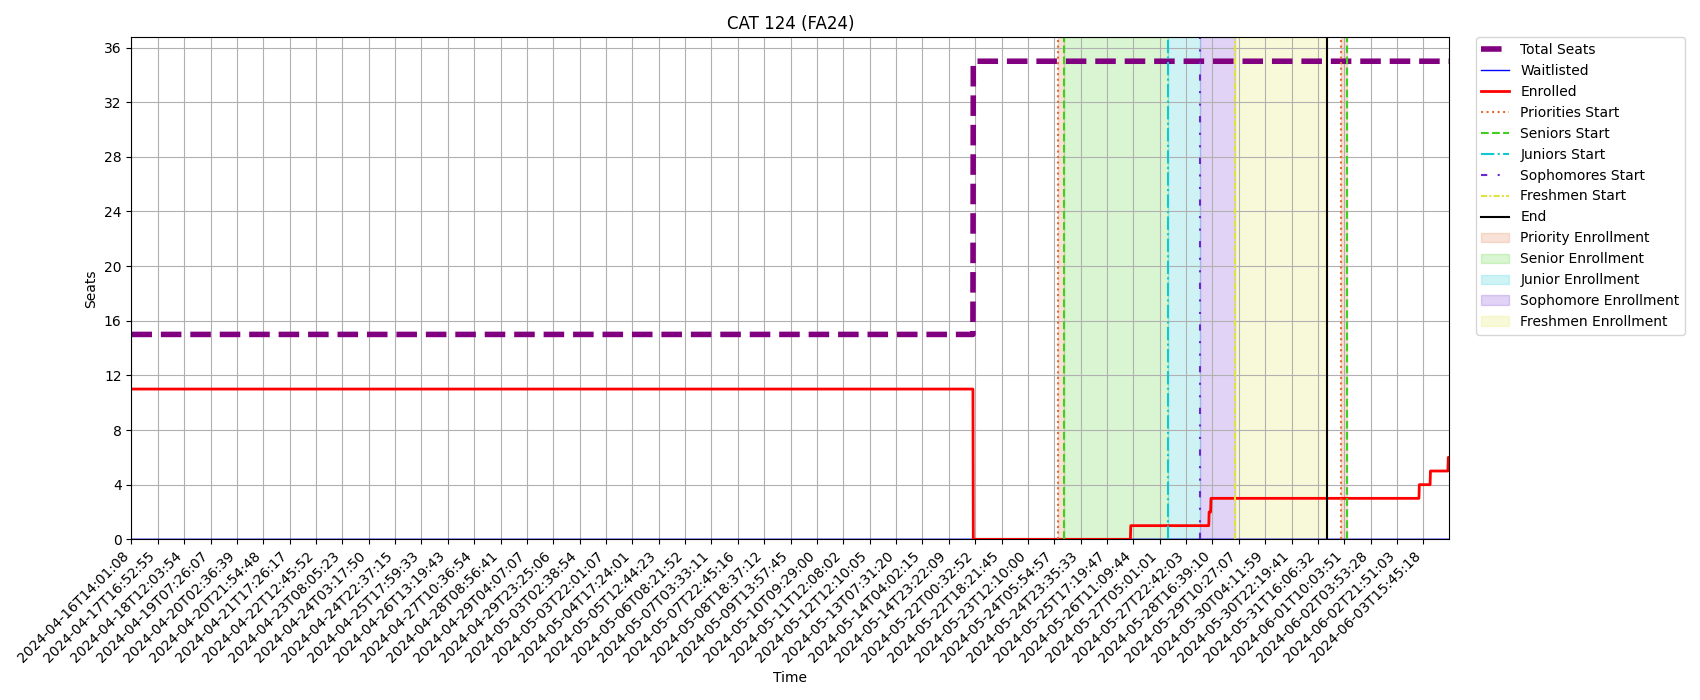 CAT 124 (FA24)
Seats
36
32
28
24
20
16
12
8
4
0
2024-04-16T14:01:08
2024-04-17T16:52:55
2024-04-18T12:03:54
2024-04-19T07:26:07
2024-04-20T02:36:39
2024-04-20T21:54:48
2024-04-21T17:26:17
2024-04-22T12:45:52
2024-04-23T08:05:23
2024-04-24T03:17:50
2024-04-24T22:37:15
2024-04-25T17:59:33
2024-04-26T13:19:43
2024-04-27T10:36:54
2024-04-28T08:56:41
2024-04-29T04:07:07
2024-04-29T23:25:06
2024-05-03T02:38:54
2024-05-03T22:01:07
2024-05-04T17:24:01
2024-05-05T12:44:23
2024-05-06T08:21:52
2024-05-07T03:33:11
2024-05-07T22:45:16
2024-05-08T18:37:12
2024-05-09T13:57:45
2024-05-10T09:29:00
2024-05-11T12:08:02
2024-05-12T12:10:05
2024-05-13T07:31:20
2024-05-14T04:02:15
2024-05-14T23:22:09
2024-05-22T00:32:52
2024-05-22T18:21:45
2024-05-23T12:10:00
2024-05-24T05:54:57
2024-05-24T23:35:33
2024-05-25T17:19:47
2024-05-26T11:09:44
2024-05-27T05:01:01
2024-05-27T22:42:03
2024-05-28T16:39:10
2024-05-29T10:27:07
2024-05-30T04:11:59
2024-05-30T22:19:41
2024-05-31T16:06:32
2024-06-01T10:03:51
2024-06-02T03:53:28
2024-06-02T21:51:03
2024-06-03T15:45:18
Time
Total Seats
Waitlisted
Enrolled
Priorities Start
Seniors Start
Juniors Start
Sophomores Start
Freshmen Start
End
Priority Enrollment
Senior Enrollment
Junior Enrollment
Sophomore Enrollment
Freshmen Enrollment